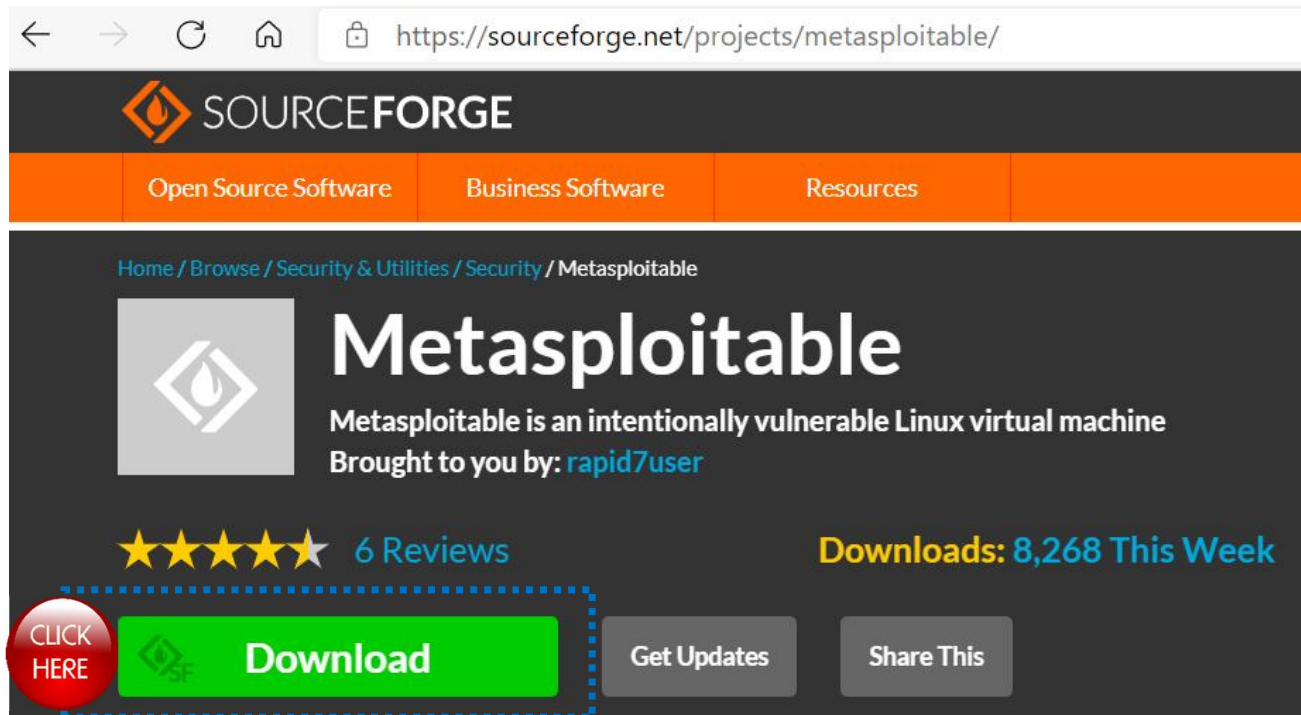 https://sourceforge.net/projects/metasploitable/
SOURCEFORGE
Open Source Software Business Software Resources
Home / Browse / Security & Utilities / Security / Metasploitable
Metasploitable
Metasploitable is an intentionally vulnerable Linux virtual machine
Brought to you by: rapid7user
6 Reviews Downloads: 8,268 This Week
CLICK
HERE
SF Download Get Updates Share This